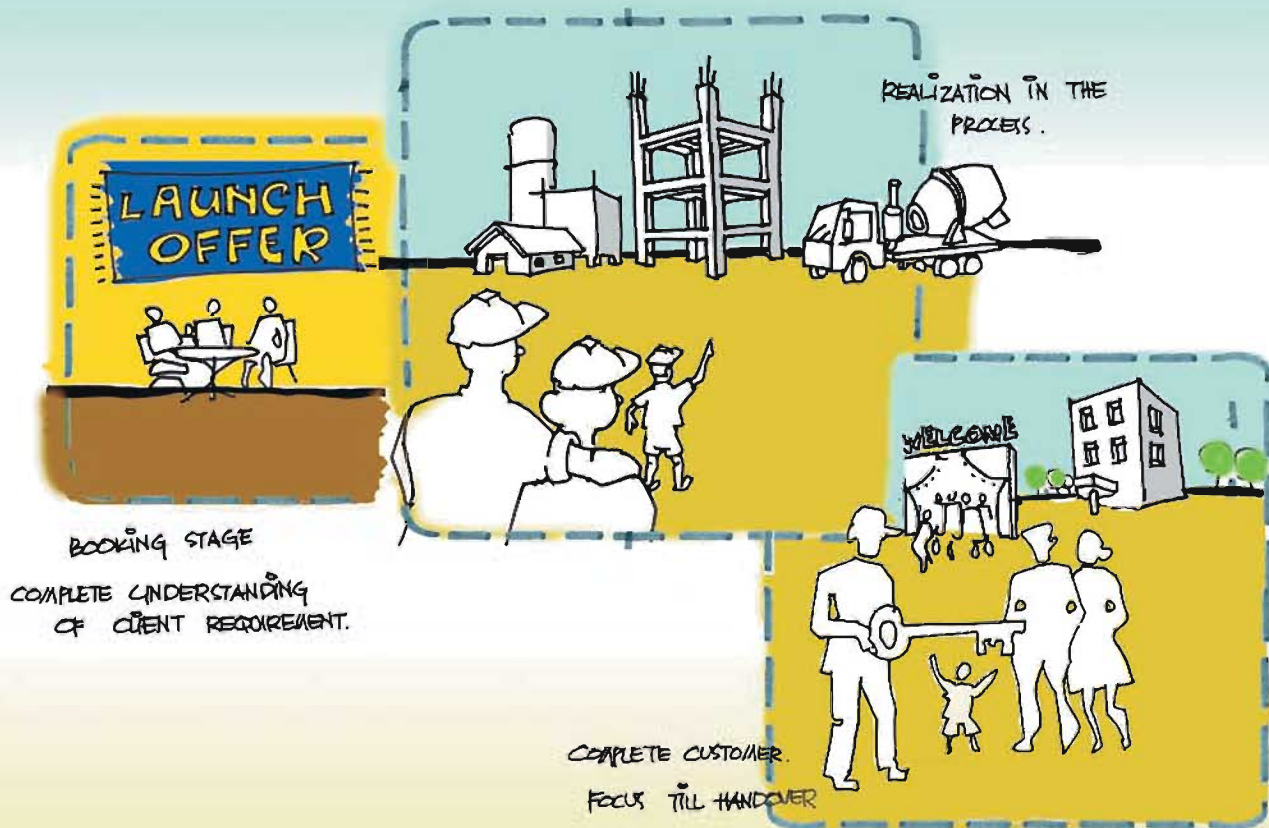 LAUNCH
OFFER
REALIZATION IN THE
PROCESS.
BOOKING STAGE
COMPLETE UNDERSTANDING
OF CLIENT REQUIREMENT.
WELCOME
COMPLETE CUSTOMER.
FOCUS TILL HANDOVER